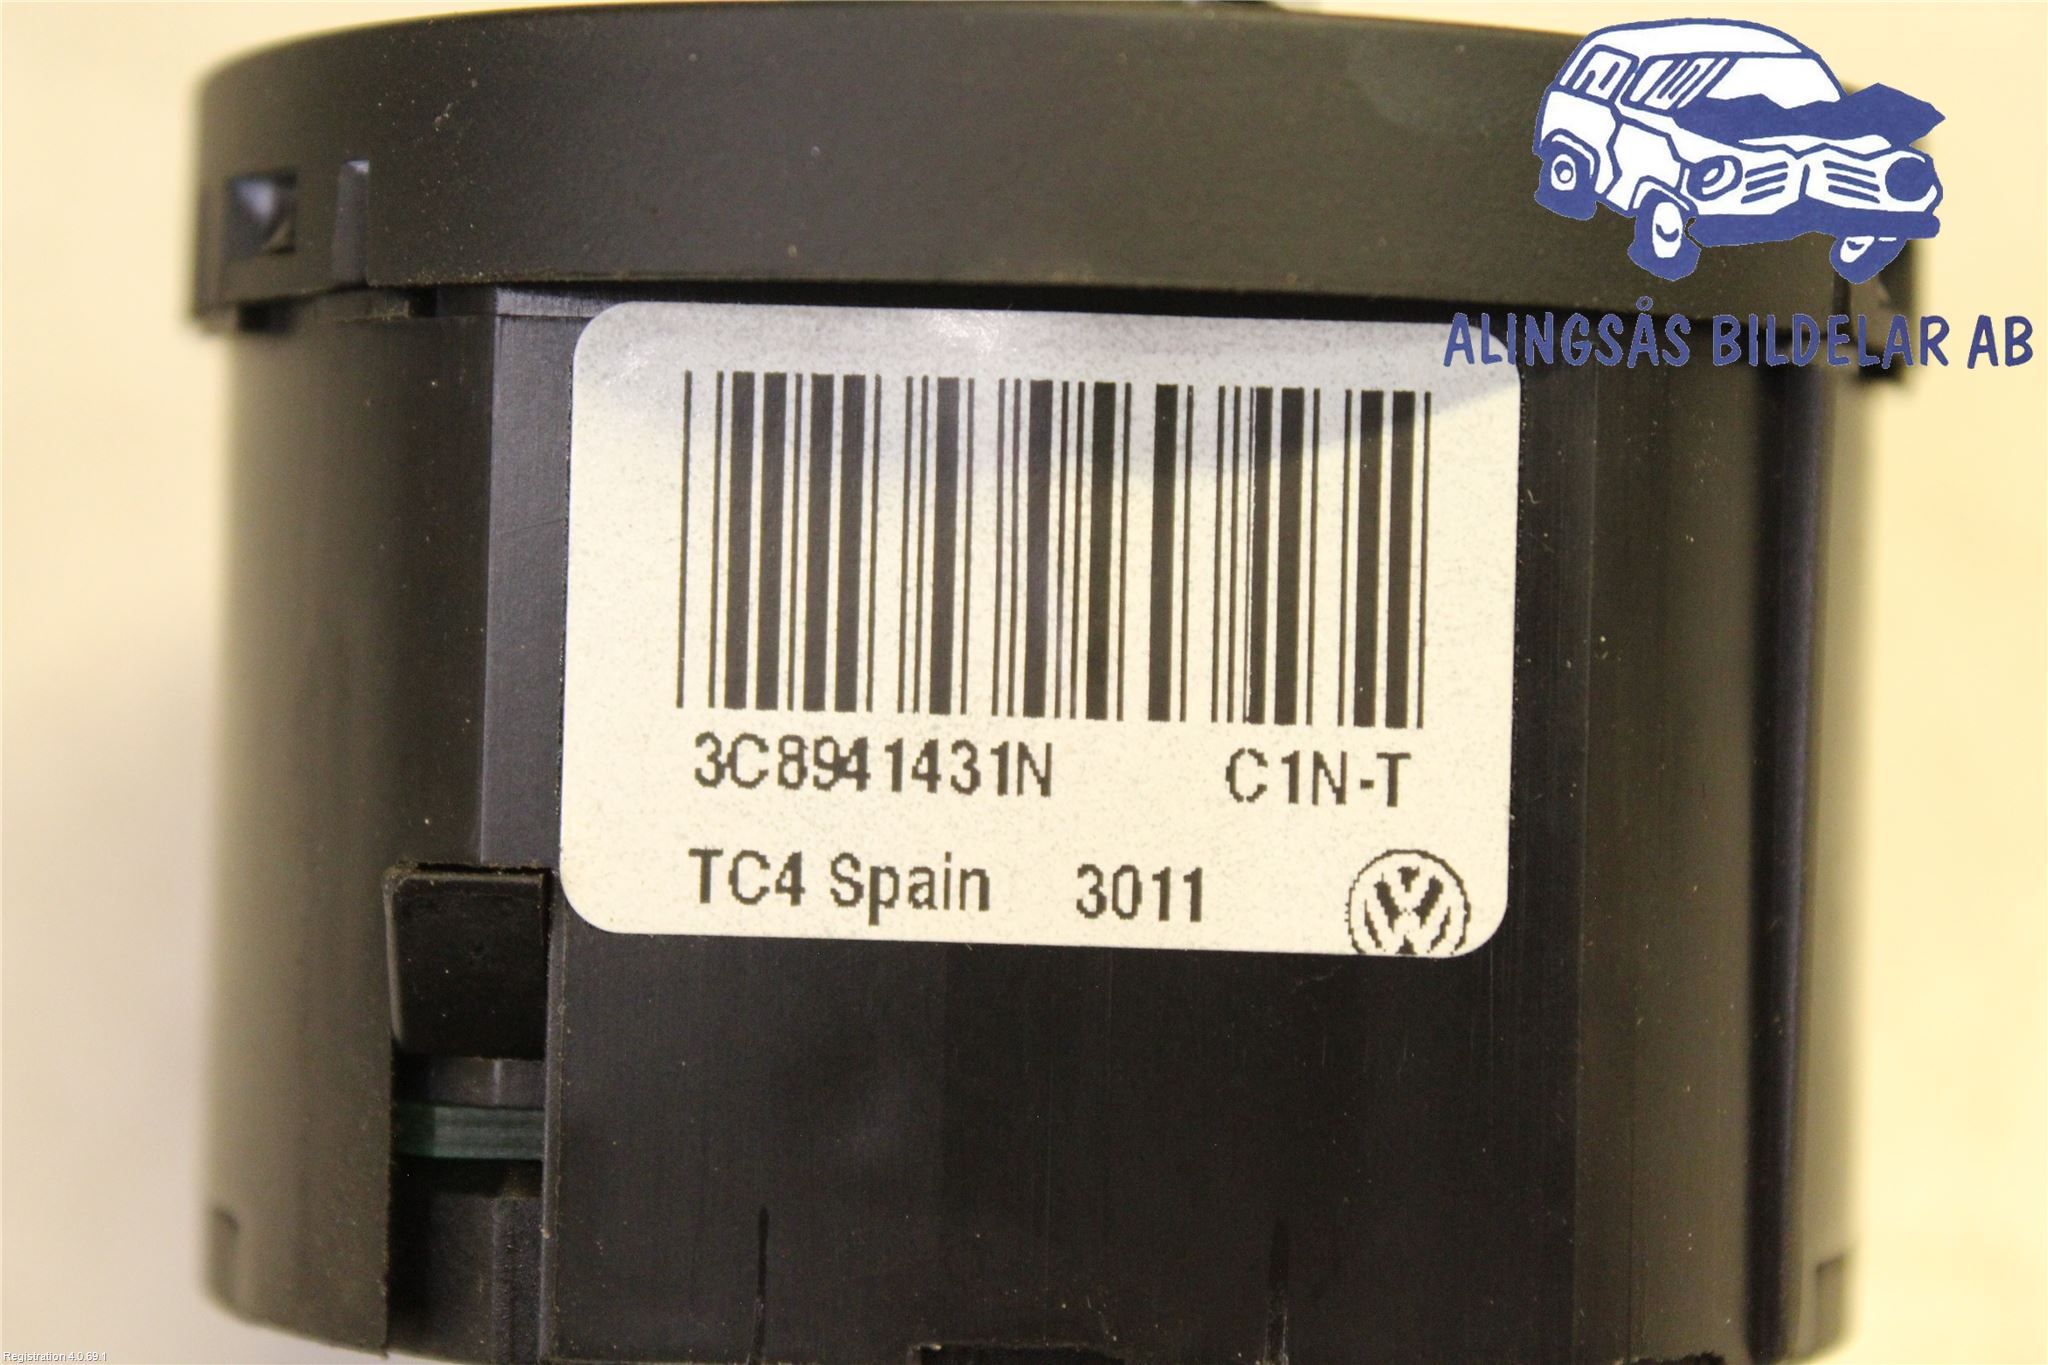 ALINGSÅS BILDELAR AB
3C8941431N C1N-T
TC4 Spain 3011
Registration 4.0.69.1